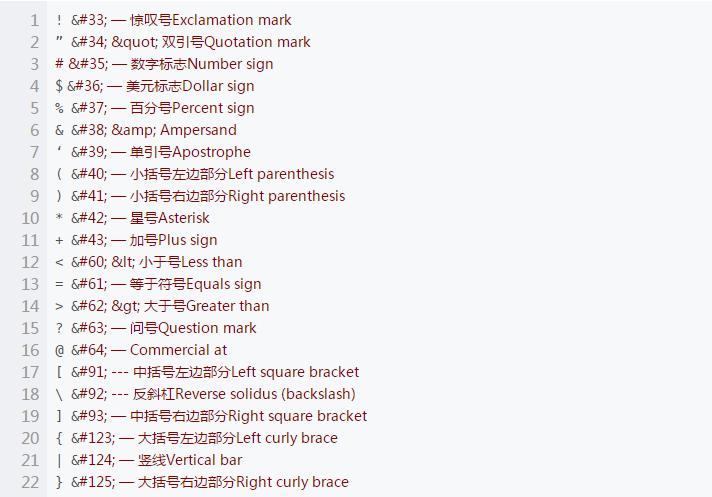 1 ! &#33; — 惊叹号Exclamation mark
2 ” &#34; &quot; 双引号Quotation mark
3 # &#35; — 数字标志Number sign
4 $ &#36; — 美元标志Dollar sign
5 % &#37; — 百分号Percent sign
6 & &#38; &amp; Ampersand
7 ‘ &#39; — 单引号Apostrophe
8 ( &#40; — 小括号左边部分Left parenthesis
9 ) &#41; — 小括号右边部分Right parenthesis
10 * &#42; — 星号Asterisk
11 + &#43; — 加号Plus sign
12 < &#60; &lt; 小于号Less than
13 = &#61; — 等于符号Equals sign
14 > &#62; &gt; 大于号Greater than
15 ? &#63; — 问号Question mark
16 @ &#64; — Commercial at
17 [ &#91; --- 中括号左边部分Left square bracket
18 \ &#92; --- 反斜杠Reverse solidus (backslash)
19 ] &#93; — 中括号右边部分Right square bracket
20 { &#123; — 大括号左边部分Left curly brace
21 | &#124; — 竖线Vertical bar
22 } &#125; — 大括号右边部分Right curly brace